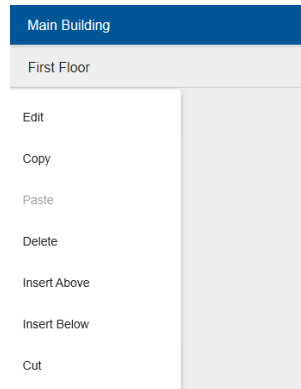 Main Building
First Floor
Edit
Copy
Paste
Delete
Insert Above
Insert Below
Cut